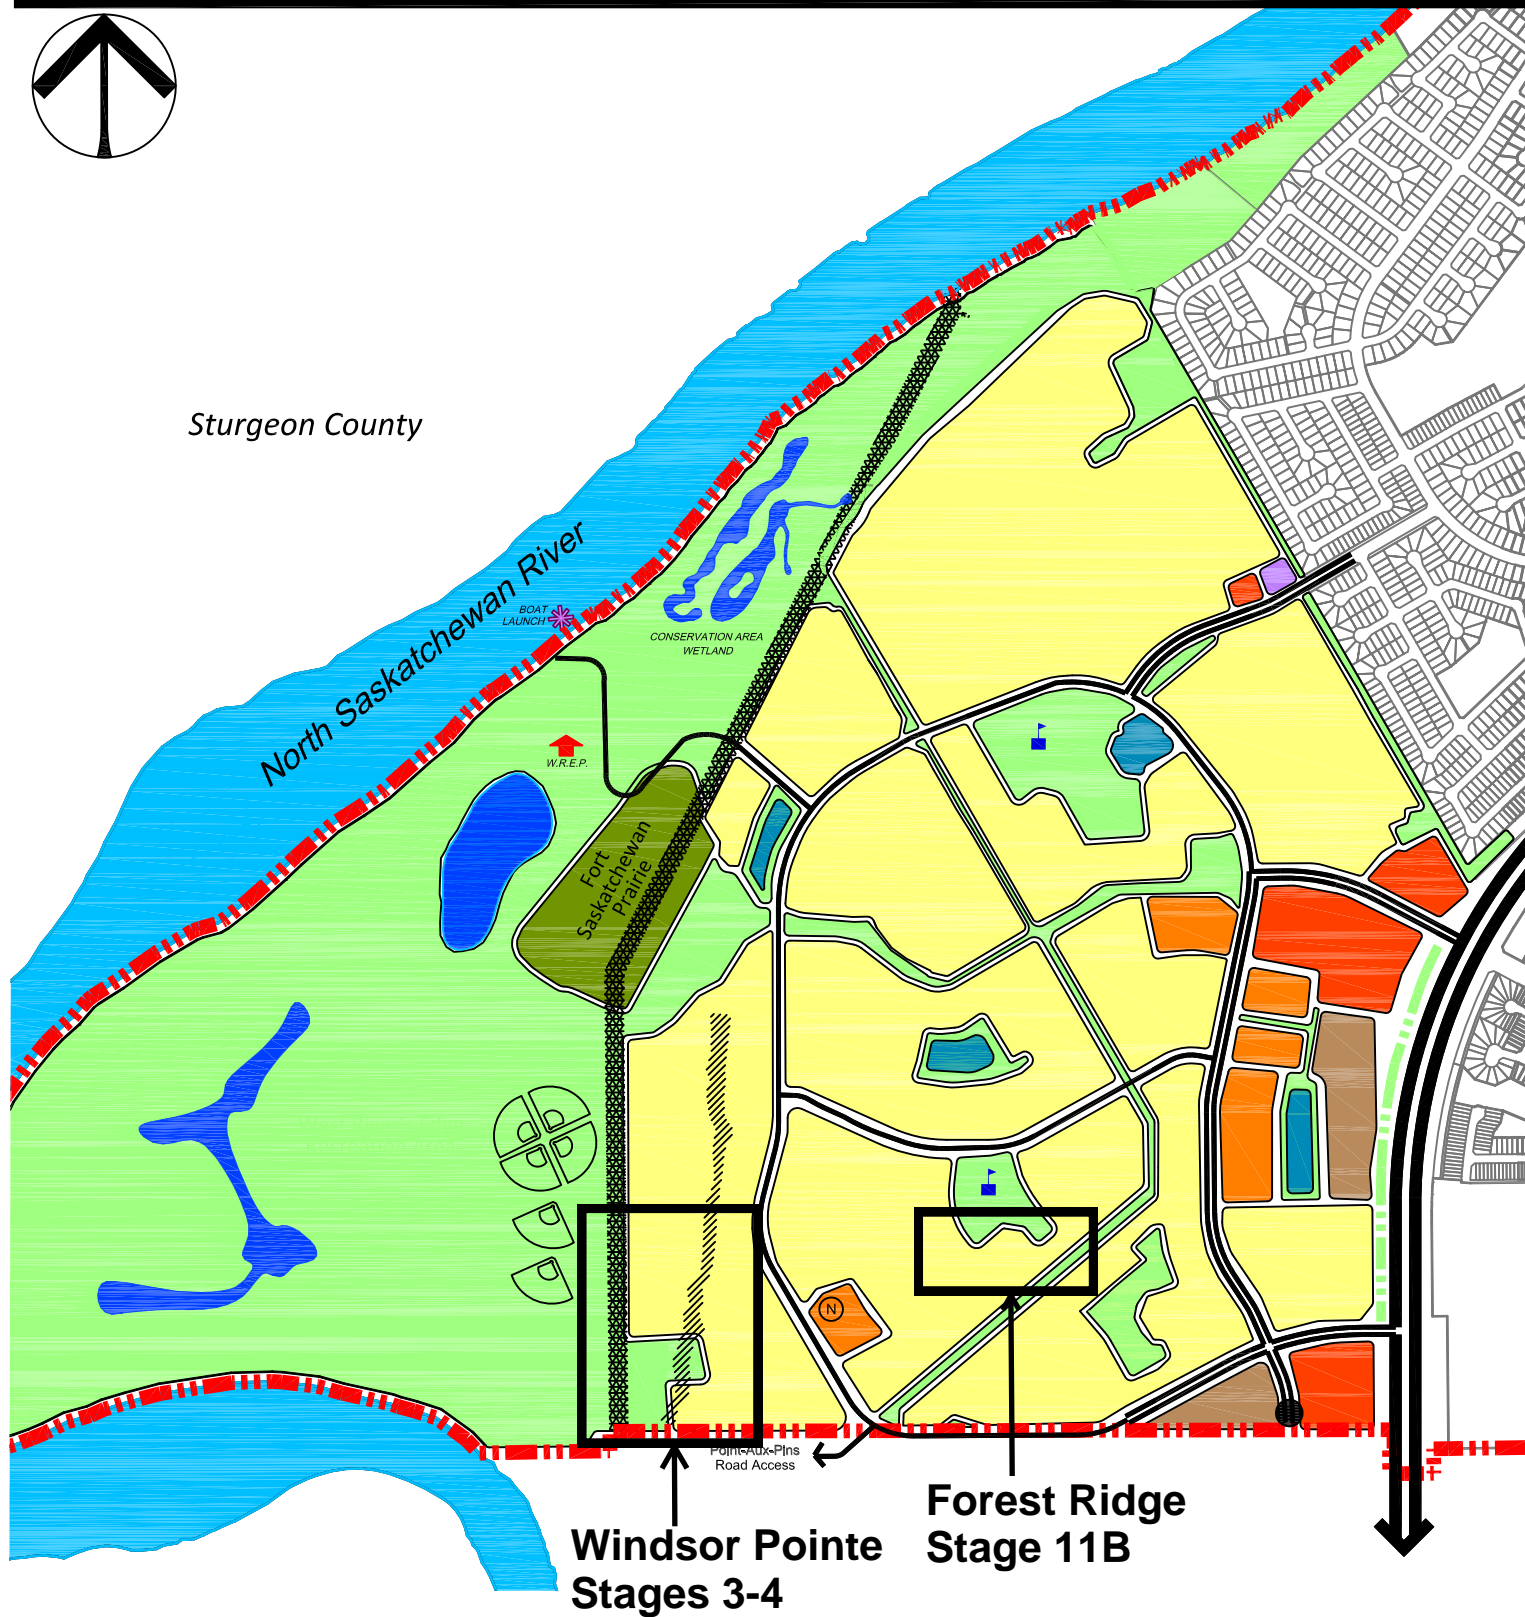 Sturgeon County
North Saskatchewan River
BOAT
LAUNCH
CONSERVATION AREA
WETLAND
W.R.E.P.
Fort
Saskatchewan
Prairie
N
Point-Aux-Pins
Road Access
Forest Ridge
Stage 11B
Windsor Pointe
Stages 3-4